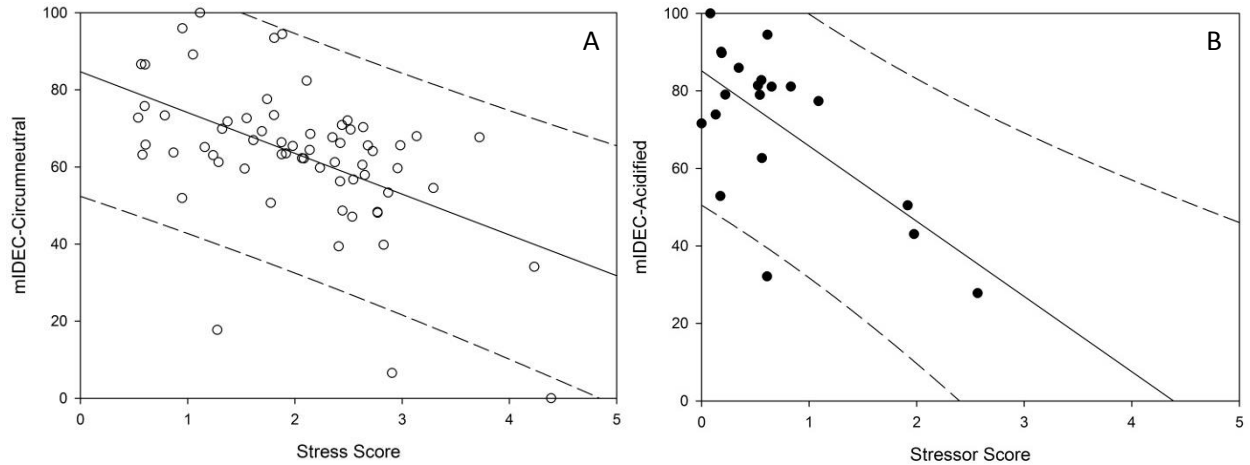 A
mIDEC-Circumneutral
100
80
60
40
20
0
0 1 2 3 4 5
Stress Score
B
mIDEC-Acidified
100
80
60
40
20
0
0 1 2 3 4 5
Stressor Score